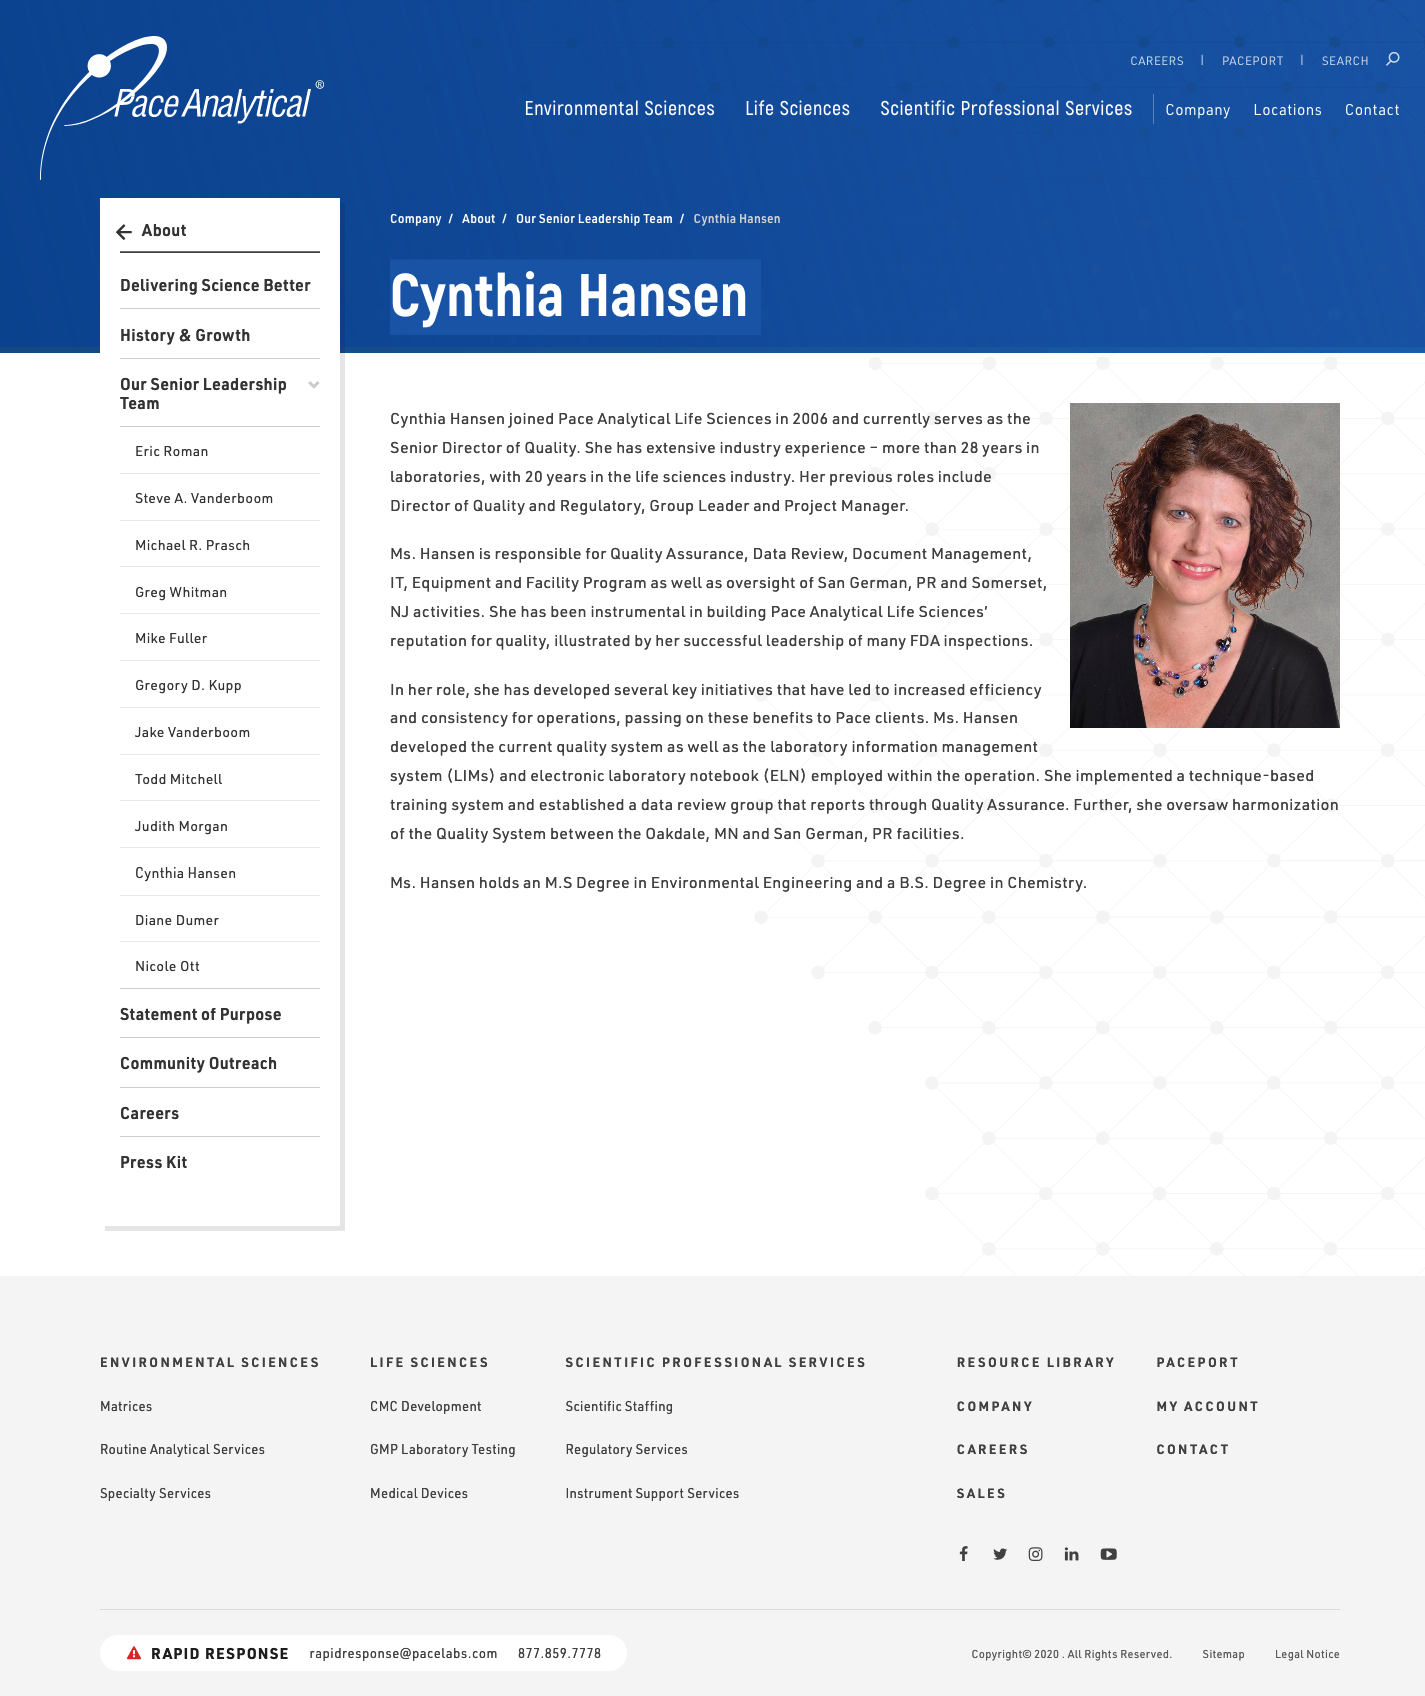 Pace Analytical®
CAREERS | PACEPORT | SEARCH
Environmental Sciences Life Sciences Scientific Professional Services Company Locations Contact
Company / About / Our Senior Leadership Team / Cynthia Hansen
Cynthia Hansen
About
Delivering Science Better
History & Growth
Our Senior Leadership
Team
Eric Roman
Steve A. Vanderboom
Michael R. Prasch
Greg Whitman
Mike Fuller
Gregory D. Kupp
Jake Vanderboom
Todd Mitchell
Judith Morgan
Cynthia Hansen
Diane Dumer
Nicole Ott
Statement of Purpose
Community Outreach
Careers
Press Kit
Cynthia Hansen joined Pace Analytical Life Sciences in 2006 and currently serves as the
Senior Director of Quality. She has extensive industry experience – more than 28 years in
laboratories, with 20 years in the life sciences industry. Her previous roles include
Director of Quality and Regulatory, Group Leader and Project Manager.
Ms. Hansen is responsible for Quality Assurance, Data Review, Document Management,
IT, Equipment and Facility Program as well as oversight of San German, PR and Somerset,
NJ activities. She has been instrumental in building Pace Analytical Life Sciences’
reputation for quality, illustrated by her successful leadership of many FDA inspections.
In her role, she has developed several key initiatives that have led to increased efficiency
and consistency for operations, passing on these benefits to Pace clients. Ms. Hansen
developed the current quality system as well as the laboratory information management
system (LIMs) and electronic laboratory notebook (ELN) employed within the operation. She implemented a technique-based
training system and established a data review group that reports through Quality Assurance. Further, she oversaw harmonization
of the Quality System between the Oakdale, MN and San German, PR facilities.
Ms. Hansen holds an M.S Degree in Environmental Engineering and a B.S. Degree in Chemistry.
ENVIRONMENTAL SCIENCES
Matrices
Routine Analytical Services
Specialty Services
LIFE SCIENCES
CMC Development
GMP Laboratory Testing
Medical Devices
SCIENTIFIC PROFESSIONAL SERVICES
Scientific Staffing
Regulatory Services
Instrument Support Services
RESOURCE LIBRARY
COMPANY
CAREERS
SALES
PACEPORT
MY ACCOUNT
CONTACT
RAPID RESPONSE rapidresponse@pacelabs.com 877.859.7778
Copyright© 2020 . All Rights Reserved. Sitemap Legal Notice